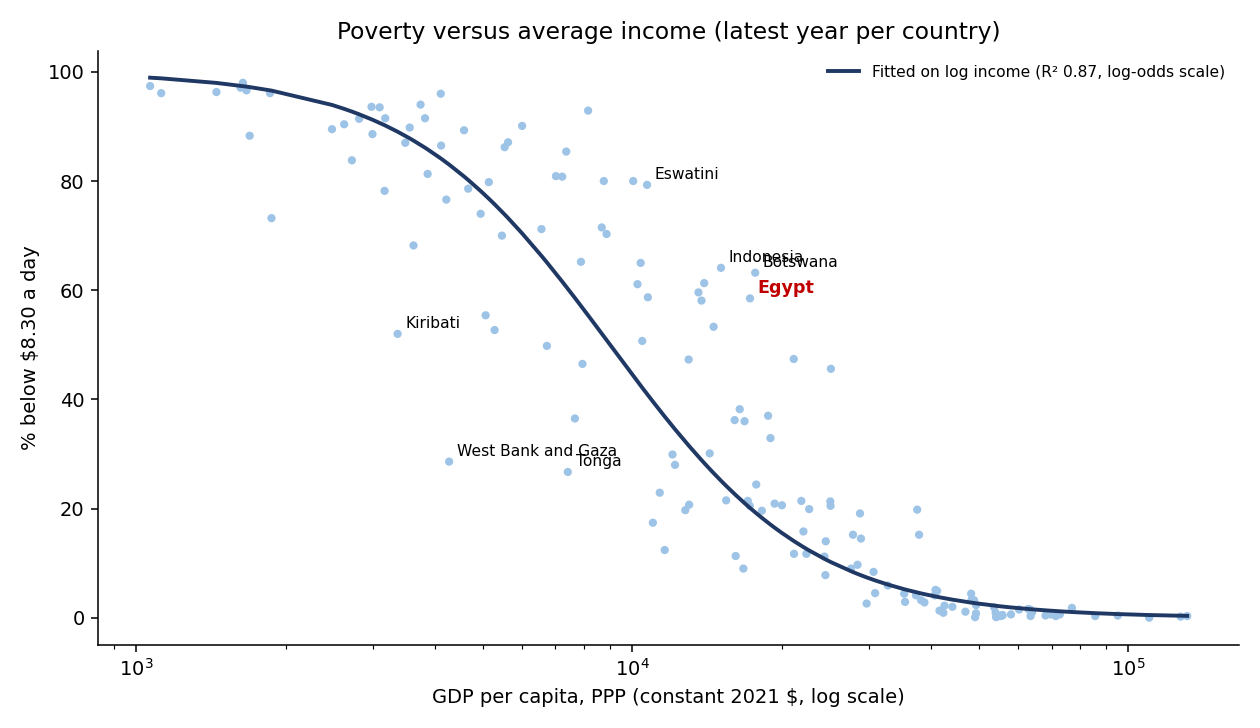 Poverty versus average income (latest year per country)
Fitted on log income (R² 0.87, log-odds scale)
% below $8.30 a day
100
80
60
40
20
0
Eswatini
Indonesia
Botswana
Egypt
Kiribati
West Bank and Gaza
Tonga
10³
10⁴
10⁵
GDP per capita, PPP (constant 2021 $, log scale)